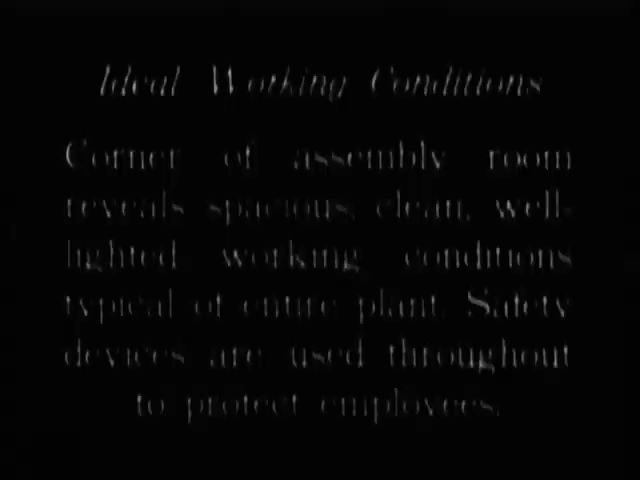 Ideal Working Conditions
Corner of assembly room
reveals spacious, clean, well-
lighted working conditions
typical of entire plant. Safety
devices are used throughout
to protect employees.